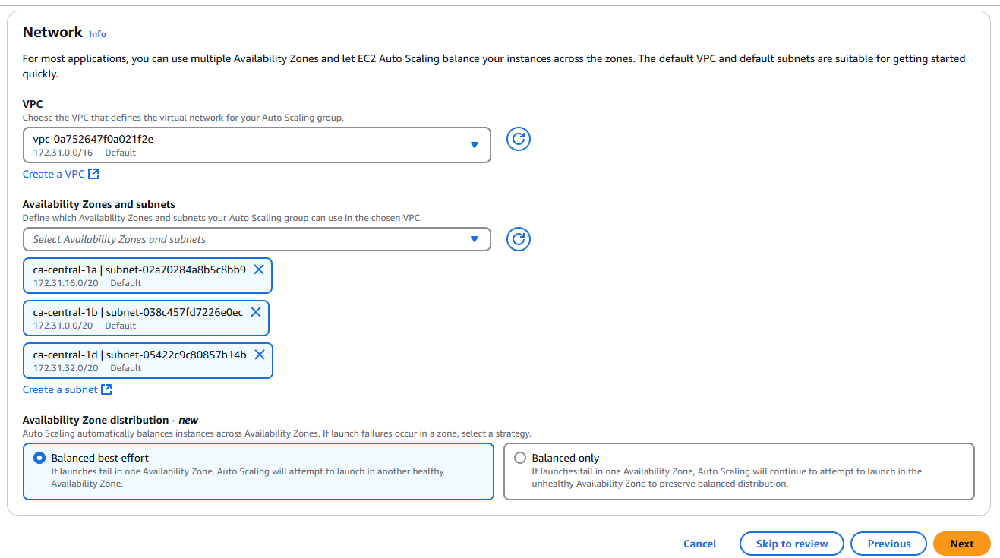 Network Info
For most applications, you can use multiple Availability Zones and let EC2 Auto Scaling balance your instances across the zones. The default VPC and default subnets are suitable for getting started
quickly.
VPC
Choose the VPC that defines the virtual network for your Auto Scaling group.
vpc-0a752647f0a021f2e
172.31.0.0/16 Default
Create a VPC
Availability Zones and subnets
Define which Availability Zones and subnets your Auto Scaling group can use in the chosen VPC.
Select Availability Zones and subnets
ca-central-1a | subnet-02a70284a8b5c8bb9
172.31.16.0/20 Default
ca-central-1b | subnet-038c457fd7226e0ec
172.31.0.0/20 Default
ca-central-1d | subnet-05422c9c80857b14b
172.31.32.0/20 Default
Create a subnet
Availability Zone distribution - new
Auto Scaling automatically balances instances across Availability Zones. If launch failures occur in a zone, select a strategy.
Balanced best effort
If launches fail in one Availability Zone, Auto Scaling will attempt to launch in another healthy
Availability Zone.
Balanced only
If launches fail in one Availability Zone, Auto Scaling will continue to attempt to launch in the
unhealthy Availability Zone to preserve balanced distribution.
Cancel Skip to review Previous Next